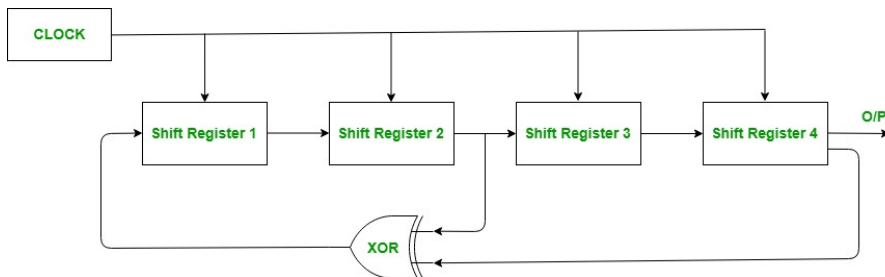 CLOCK
Shift Register 1
Shift Register 2
Shift Register 3
Shift Register 4
O/P
XOR